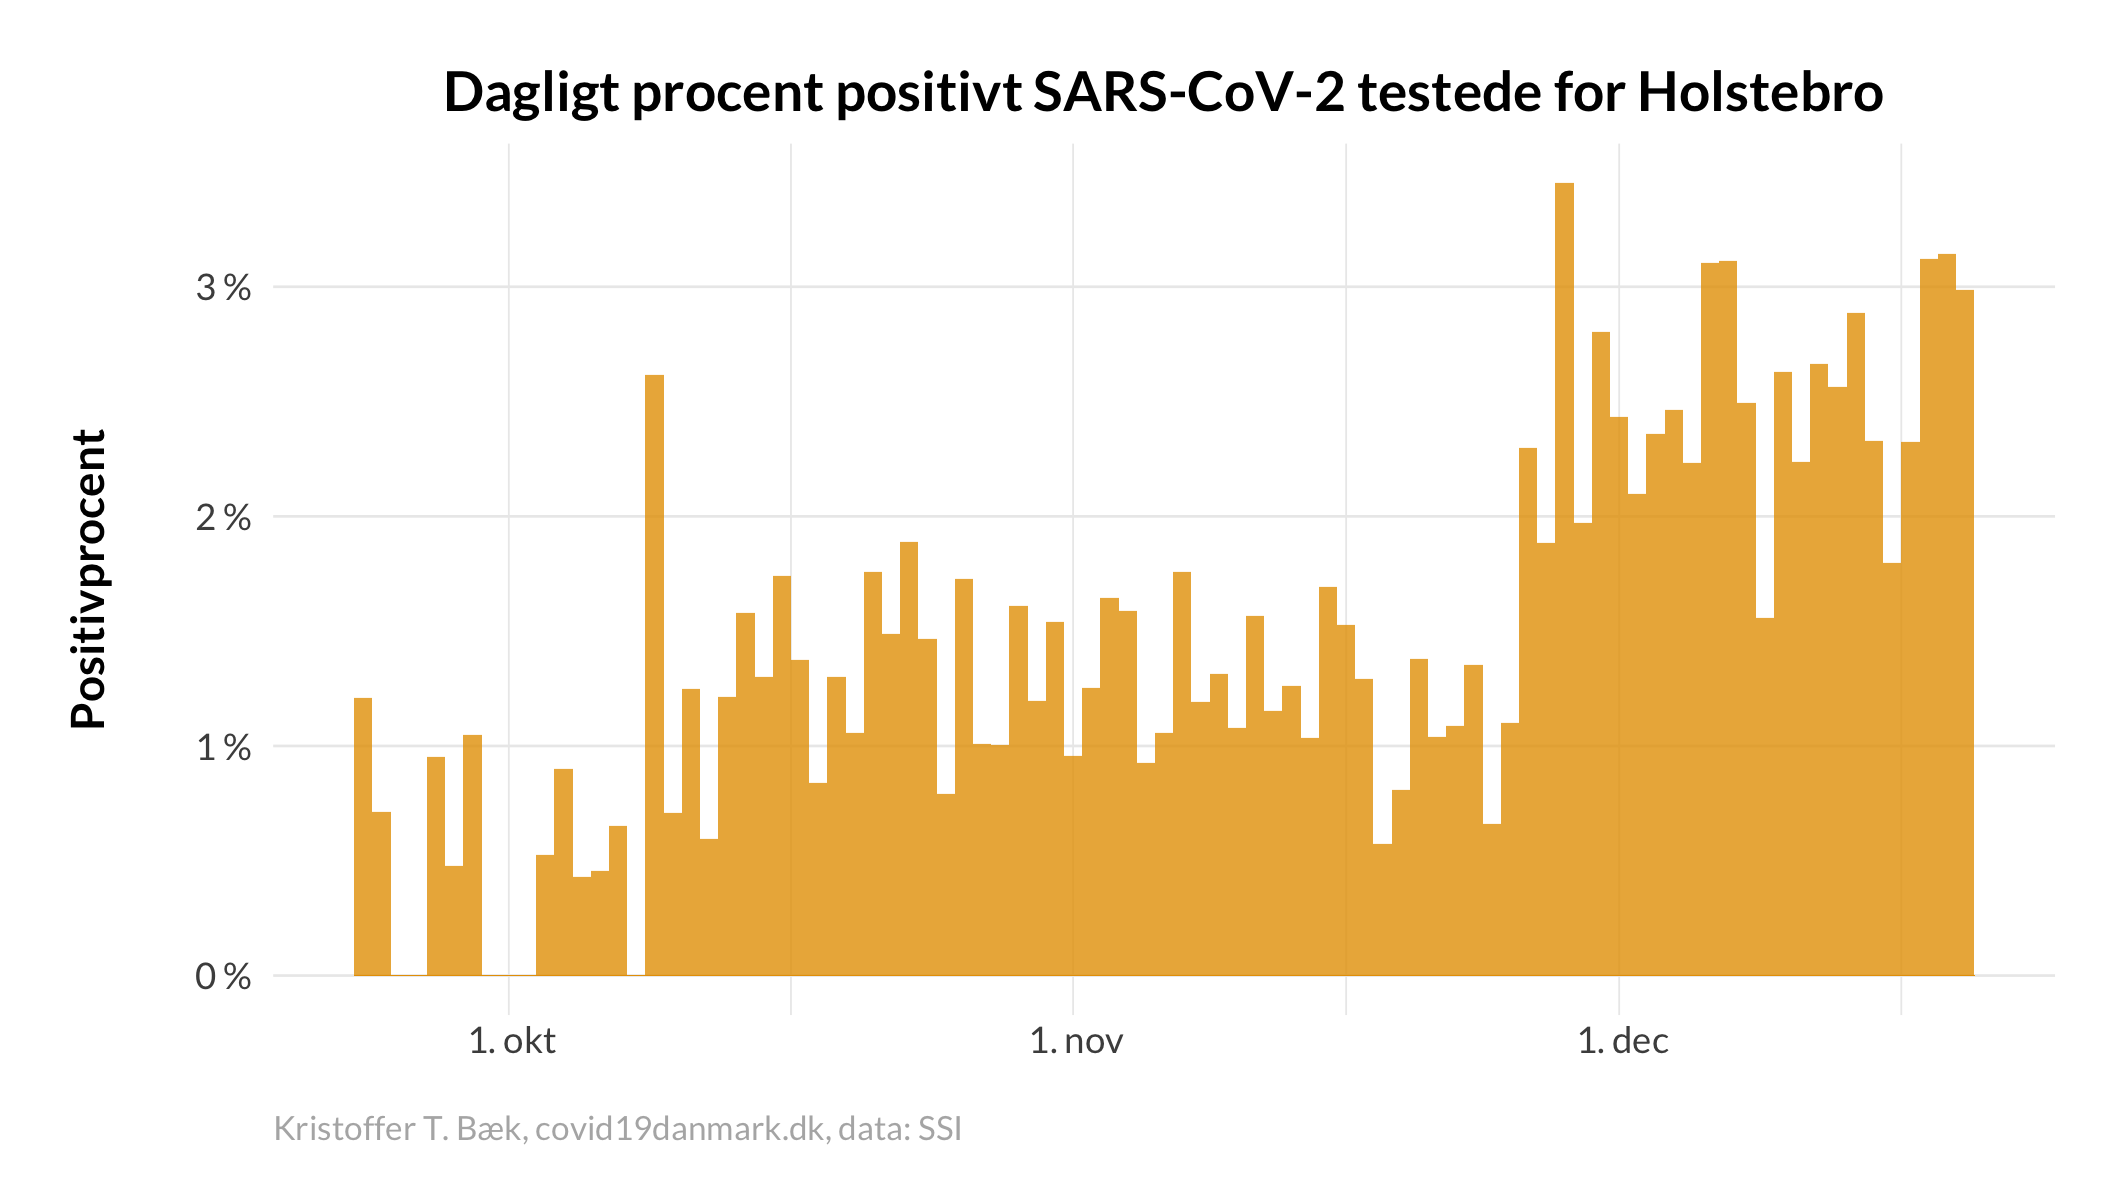 Dagligt procent positivt SARS-CoV-2 testede for Holstebro
Positivprocent
3 %
2 %
1 %
0 %
1. okt
1. nov
1. dec
Kristoffer T. Bæk, covid19danmark.dk, data: SSI